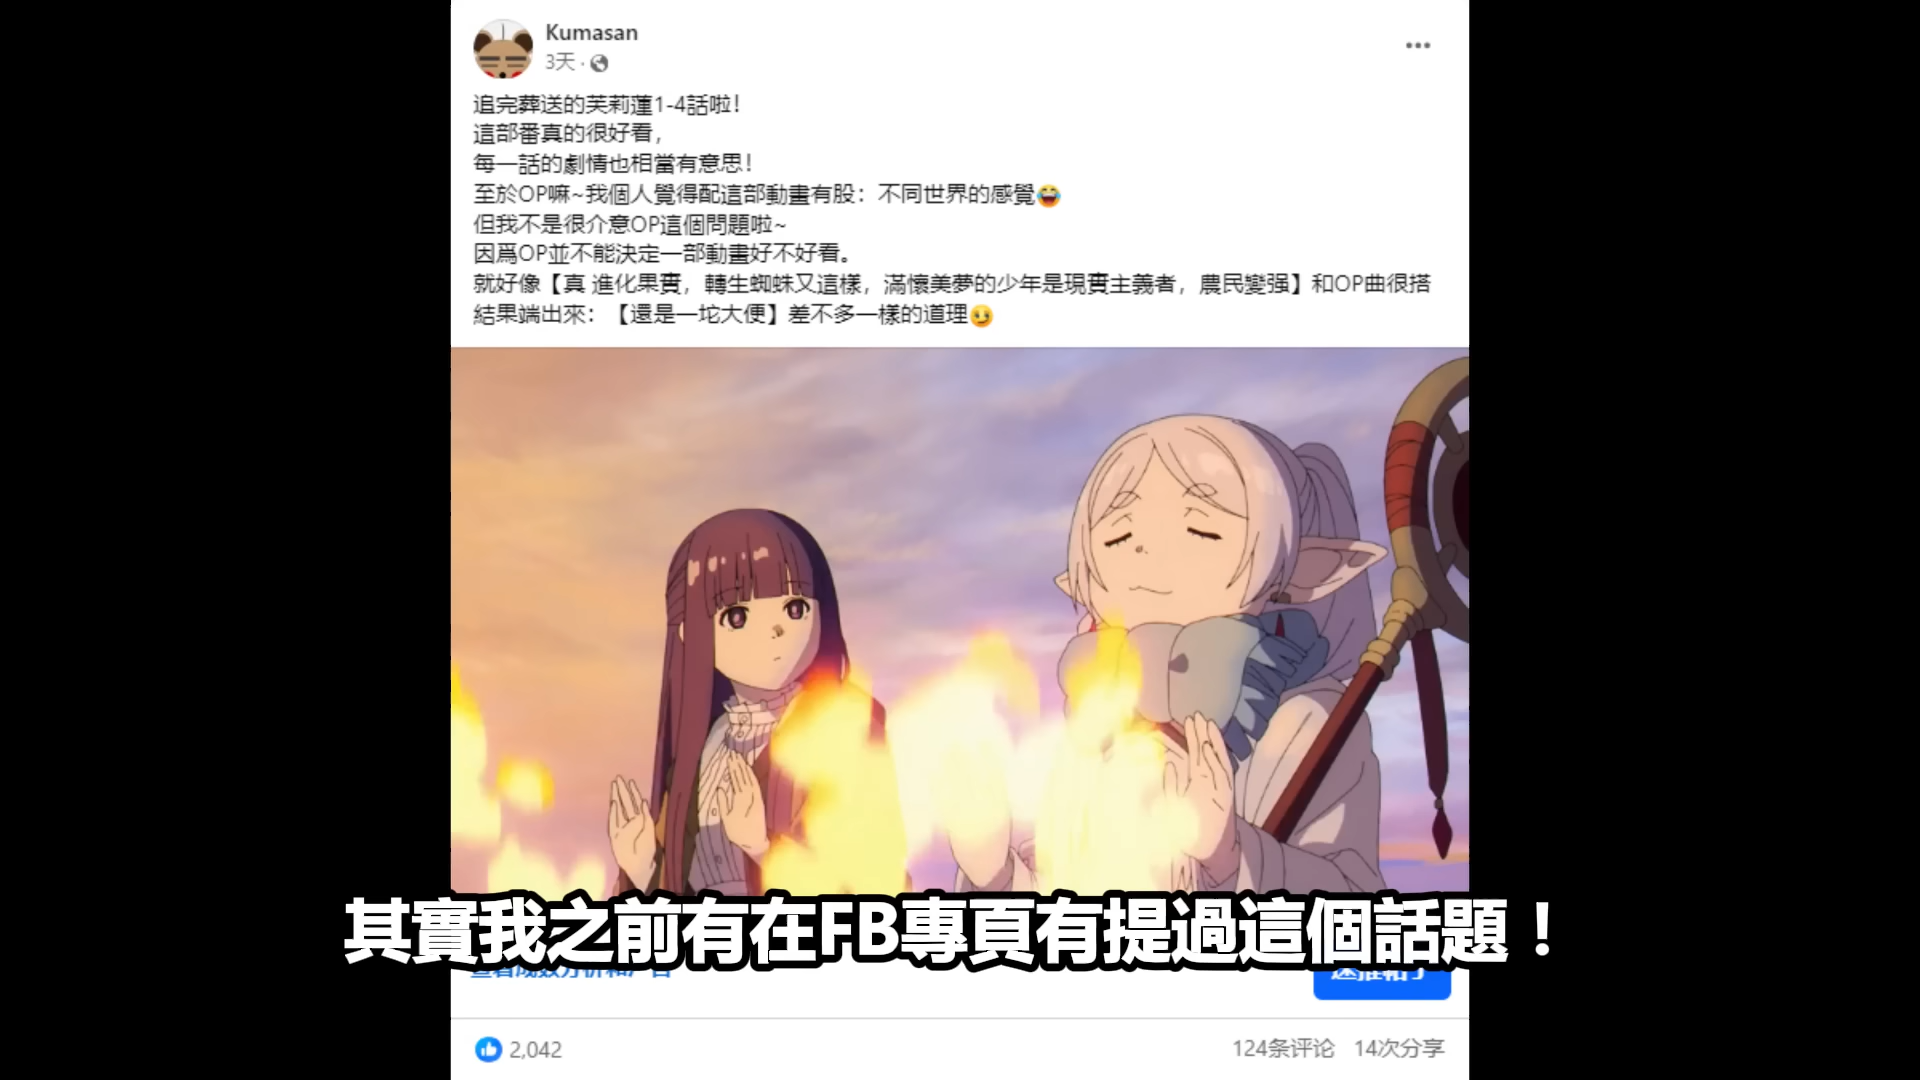 Kumasan
3天 ·
追完葬送的芙莉蓮1-4話啦！
這部番真的很好看，
每一話的劇情也相當有意思！
至於OP嘛~我個人覺得配這部動畫有股：不同世界的感覺😂
但我不是很介意OP這個問題啦~
因爲OP並不能決定一部動畫好不好看。
就好像【真 進化果實，轉生蜘蛛又這樣，滿懷美夢的少年是現實主義者，農民變强】和OP曲很搭
結果端出來：【還是一坨大便】差不多一樣的道理😏
其實我之前有在FB專頁有提過這個話題！
2,042
124条评论 14次分享